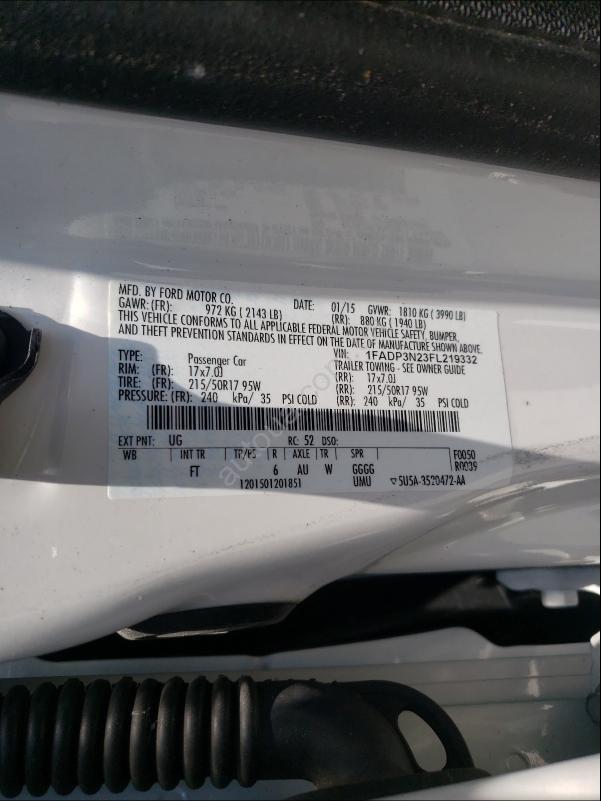 MFD. BY FORD MOTOR CO.
DATE: 01/15 GVWR: 1810 KG ( 3990 LB)
GAWR: (FR): 972 KG ( 2143 LB) (RR): 880 KG ( 1940 LB)
THIS VEHICLE CONFORMS TO ALL APPLICABLE FEDERAL MOTOR VEHICLE SAFETY, BUMPER,
AND THEFT PREVENTION STANDARDS IN EFFECT ON THE DATE OF MANUFACTURE SHOWN ABOVE
VIN: 1FADP3N23FL219332
TYPE: Passenger Car TRAILER TOWING - SEE OWNER GUIDE
RIM: (FR): 17x7.0J (RR): 17x7.0J
TIRE: (FR): 215/50R17 95W (RR): 215/50R17 95W
PRESSURE: (FR): 240 kPa/ 35 PSI COLD (RR): 240 kPa/ 35 PSI COLD
EXT PNT: UG RC: 52 DSO:
WB INT TR TP/PS R AXLE TR SPR F0050
FT 6 AU W GGGG R0039
1201501201851 UMU 5U5A-3520472-AA